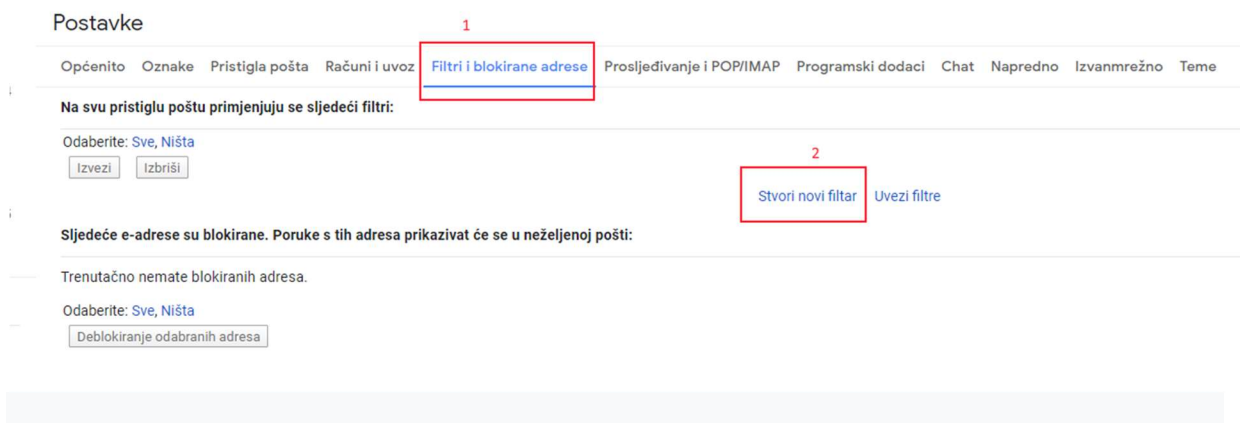 Postavke
1
Općenito Oznake Pristigla pošta Računi i uvoz Filtri i blokirane adrese Prosljeđivanje i POP/IMAP Programski dodaci Chat Napredno Izvanmrežno Teme
Na svu pristiglu poštu primjenjuju se sljedeći filtri:
Odaberite: Sve, Ništa
Izvezi Izbriši
2
Stvori novi filtar Uvezi filtre
Sljedeće e-adrese su blokirane. Poruke s tih adresa prikazivat će se u neželjenoj pošti:
Trenutačno nemate blokiranih adresa.
Odaberite: Sve, Ništa
Deblokiranje odabranih adresa